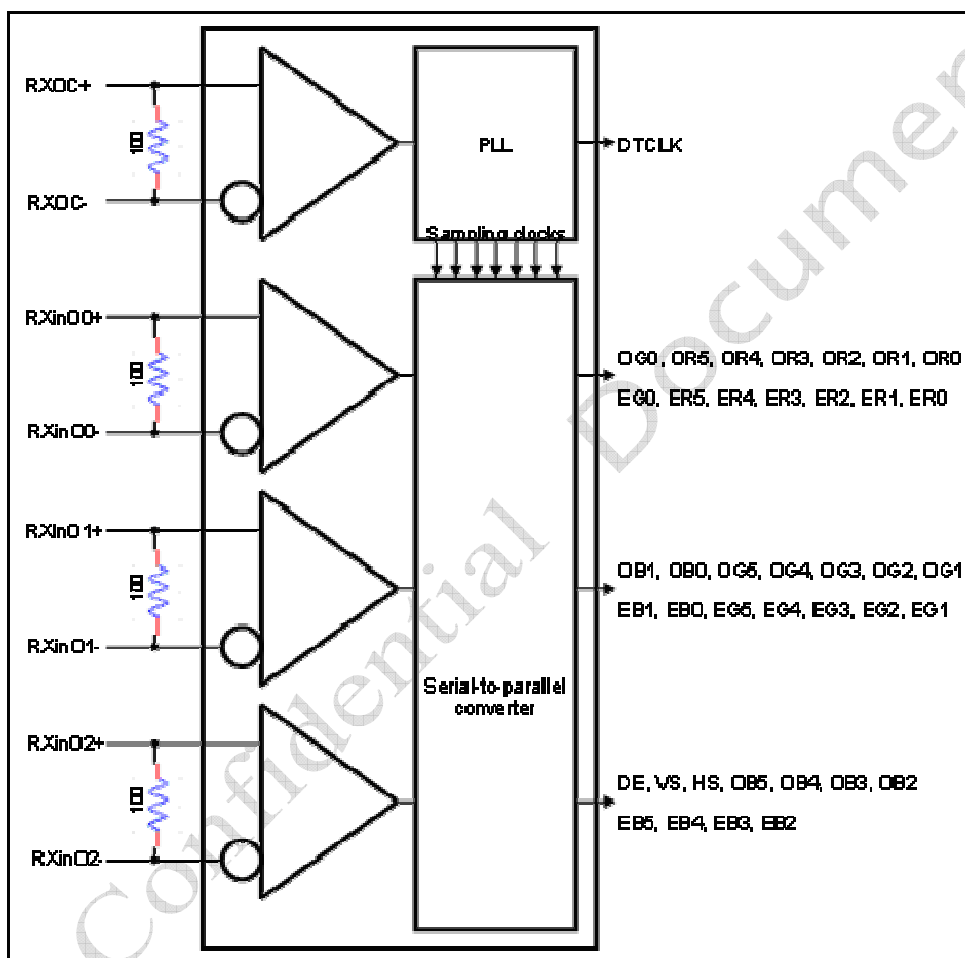 RXOC+
100
RXOC-
PLL
DTCLK
Sampling clocks
RXinO0+
100
RXinO0-
OG0, OR5, OR4, OR3, OR2, OR1, OR0
EG0, ER5, ER4, ER3, ER2, ER1, ER0
RXinO1+
100
RXinO1-
OB1, OB0, OG5, OG4, OG3, OG2, OG1
EB1, EB0, EG5, EG4, EG3, EG2, EG1
Serial-to-parallel
converter
RXinO2+
100
RXinO2-
DE, VS, HS, OB5, OB4, OB3, OB2
EB5, EB4, EB3, EB2
Confidential Documen